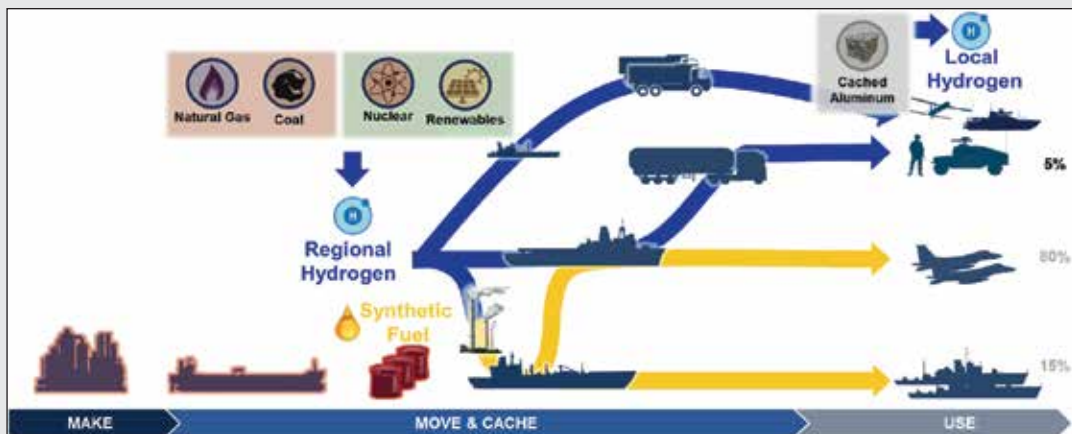 Natural Gas
Coal
Nuclear
Renewables
Cached
Aluminum
H
Local
Hydrogen
5%
H
Regional
Hydrogen
80%
Synthetic
Fuel
15%
MAKE
MOVE & CACHE
USE